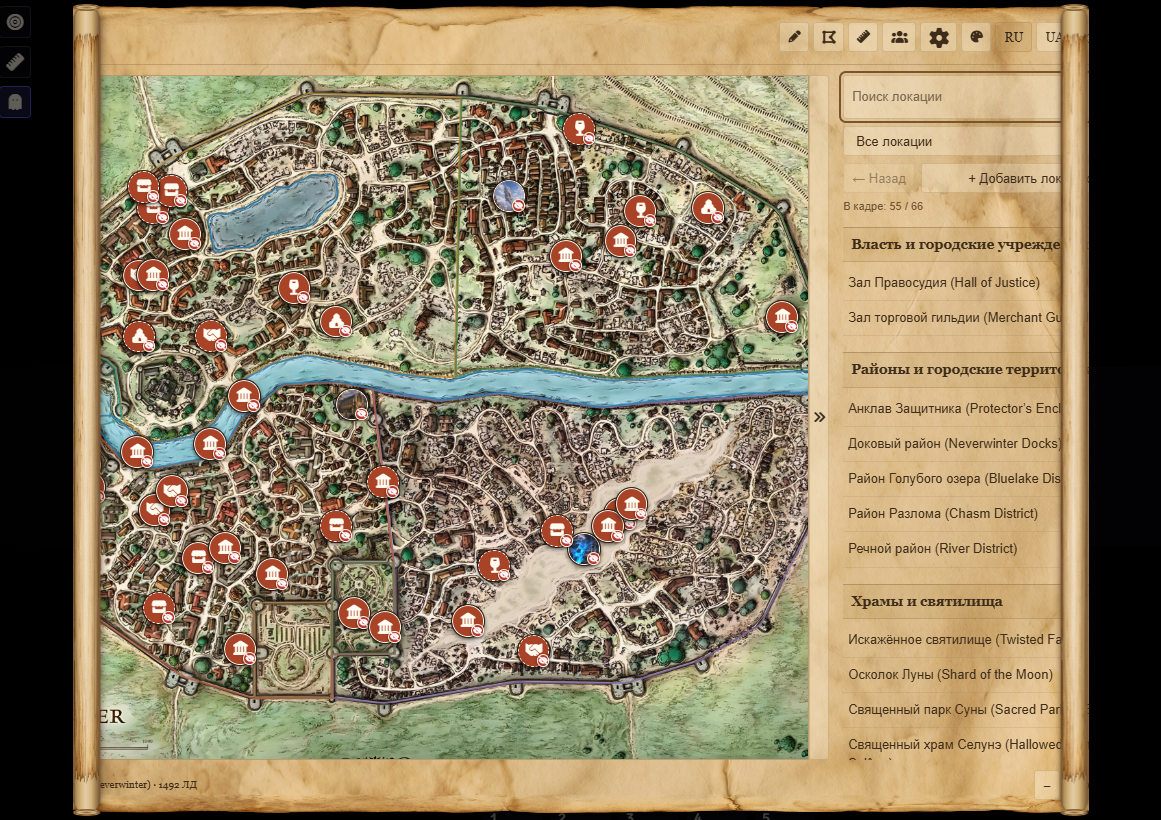 RU
UA
Поиск локации
Все локации
← Назад
+ Добавить лок
В кадре: 55 / 66
Власть и городские учрежде
Зал Правосудия (Hall of Justice)
Зал торговой гильдии (Merchant Gu
Районы и городские террито
Анклав Защитника (Protector's Encl
Доковый район (Neverwinter Docks)
Район Голубого озера (Bluelake Dis
Район Разлома (Chasm District)
Речной район (River District)
Храмы и святилища
Искажённое святилище (Twisted Fa
Осколок Луны (Shard of the Moon)
Священный парк Суны (Sacred Par
Священный храм Селунэ (Hallowed
ER
everwinter) · 1492 ЛД
−
1 2 3 4 5